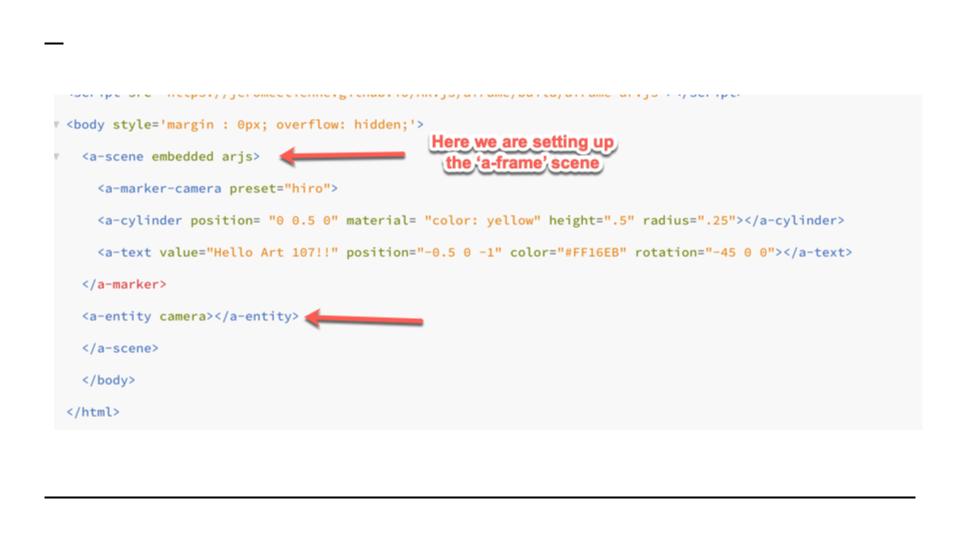 <body style='margin : 0px; overflow: hidden;'>
<a-scene embedded arjs>
Here we are setting up
the 'a-frame' scene
<a-marker-camera preset="hiro">
<a-cylinder position= "0 0.5 0" material= "color: yellow" height=".5" radius=".25"></a-cylinder>
<a-text value="Hello Art 107!!" position="-0.5 0 -1" color="#FF16EB" rotation="-45 0 0"></a-text>
</a-marker>
<a-entity camera></a-entity>
</a-scene>
</body>
</html>